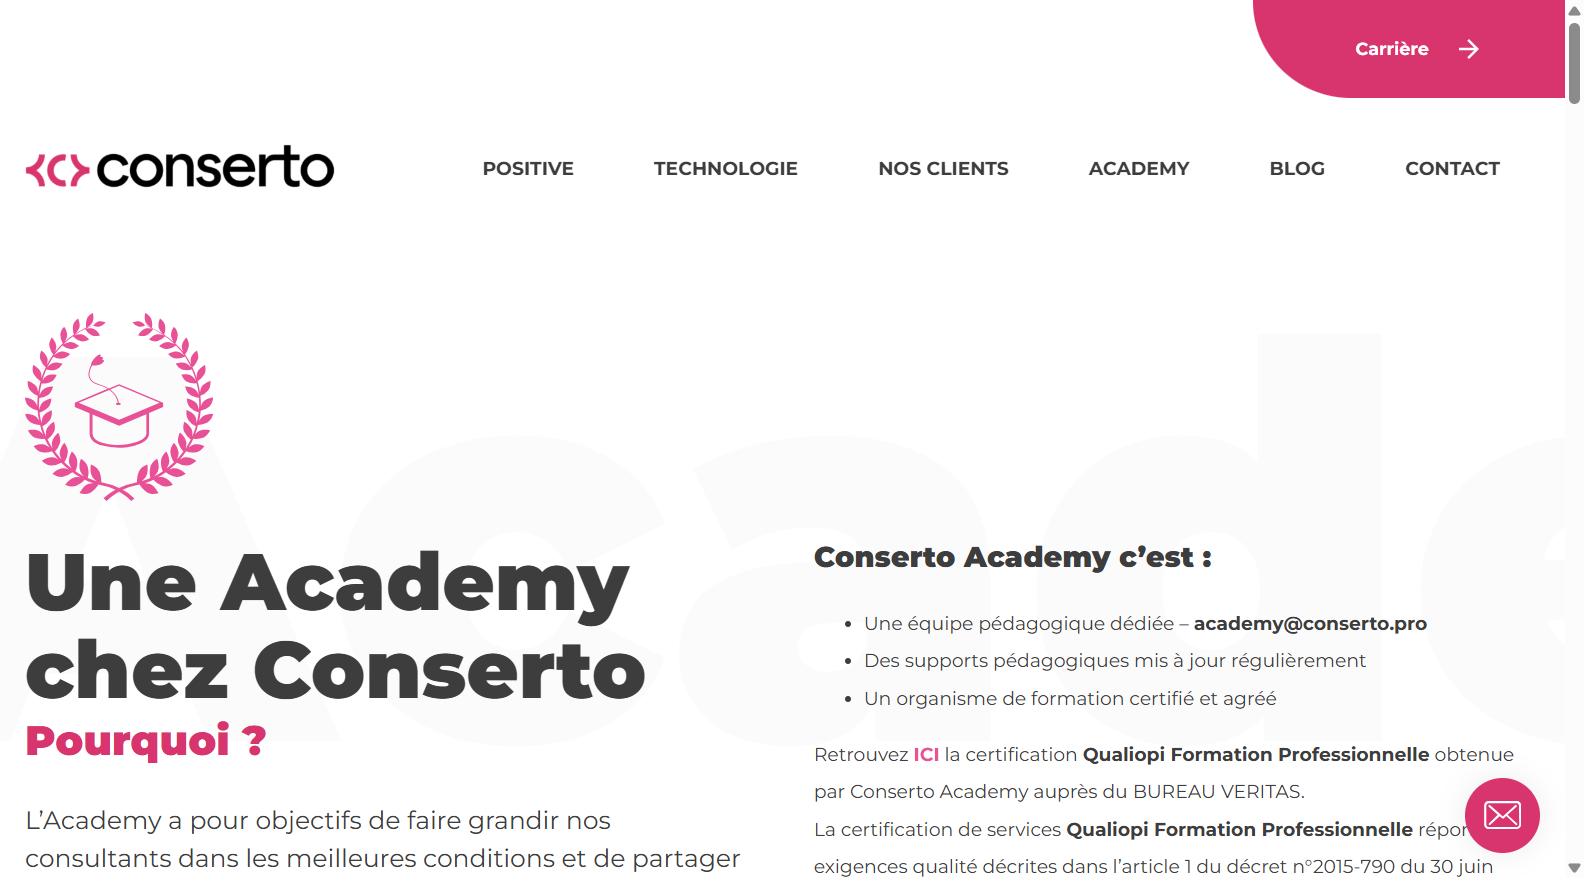 Carrière
conserto
POSITIVE
TECHNOLOGIE
NOS CLIENTS
ACADEMY
BLOG
CONTACT
Acade
Une Academy
chez Conserto
Pourquoi ?
L’Academy a pour objectifs de faire grandir nos
consultants dans les meilleures conditions et de partager
Conserto Academy c’est :
Une équipe pédagogique dédiée – academy@conserto.pro
Des supports pédagogiques mis à jour régulièrement
Un organisme de formation certifié et agréé
Retrouvez ICI la certification Qualiopi Formation Professionnelle obtenue
par Conserto Academy auprès du BUREAU VERITAS.
La certification de services Qualiopi Formation Professionnelle
exigences qualité décrites dans l’article 1 du décret n°2015-790 du 30 juin